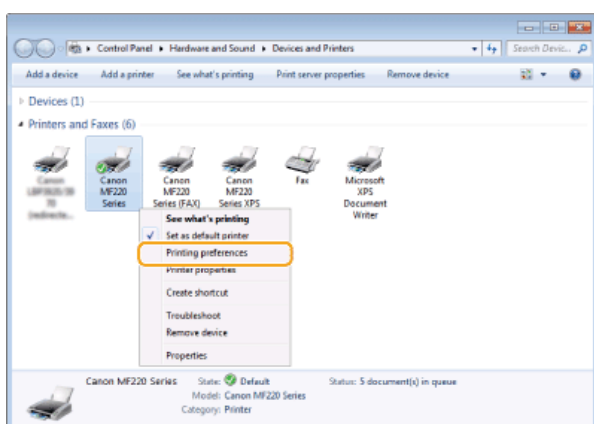 Control Panel ▸ Hardware and Sound ▸ Devices and Printers
Search Devic...
Add a device Add a printer See what's printing Print server properties Remove device
Devices (1)
Printers and Faxes (6)
Canon MF220 Series
Canon MF220 Series (FAX)
Canon MF220 Series XPS
Fax
Microsoft XPS Document Writer
See what's printing
Set as default printer
Printing preferences
Printer properties
Create shortcut
Troubleshoot
Remove device
Properties
Canon MF220 Series State: Default Status: 5 document(s) in queue
Model: Canon MF220 Series
Category: Printer